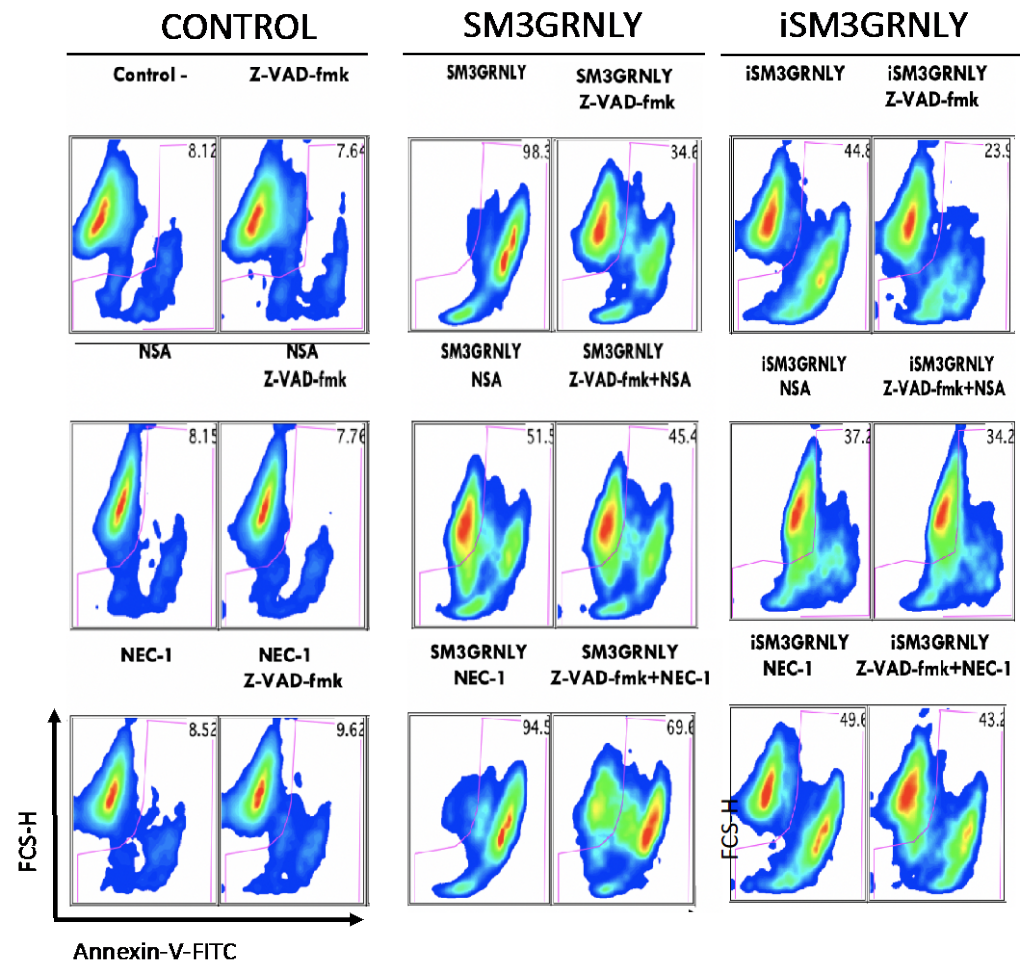 CONTROL
SM3GRNLY
iSM3GRNLY
Control -
Z-VAD-fmk
SM3GRNLY
SM3GRNLY
Z-VAD-fmk
iSM3GRNLY
iSM3GRNLY
Z-VAD-fmk
8.12
7.64
98.3
34.6
44.8
23.9
NSA
NSA
Z-VAD-fmk
SM3GRNLY
NSA
SM3GRNLY
Z-VAD-fmk+NSA
iSM3GRNLY
NSA
iSM3GRNLY
Z-VAD-fmk+NSA
8.15
7.76
51.5
45.4
37.2
34.2
NEC-1
NEC-1
Z-VAD-fmk
SM3GRNLY
NEC-1
SM3GRNLY
Z-VAD-fmk+NEC-1
iSM3GRNLY
NEC-1
iSM3GRNLY
Z-VAD-fmk+NEC-1
8.52
9.62
94.5
69.6
49.6
43.2
FCS-H
FCS-H
Annexin-V-FITC